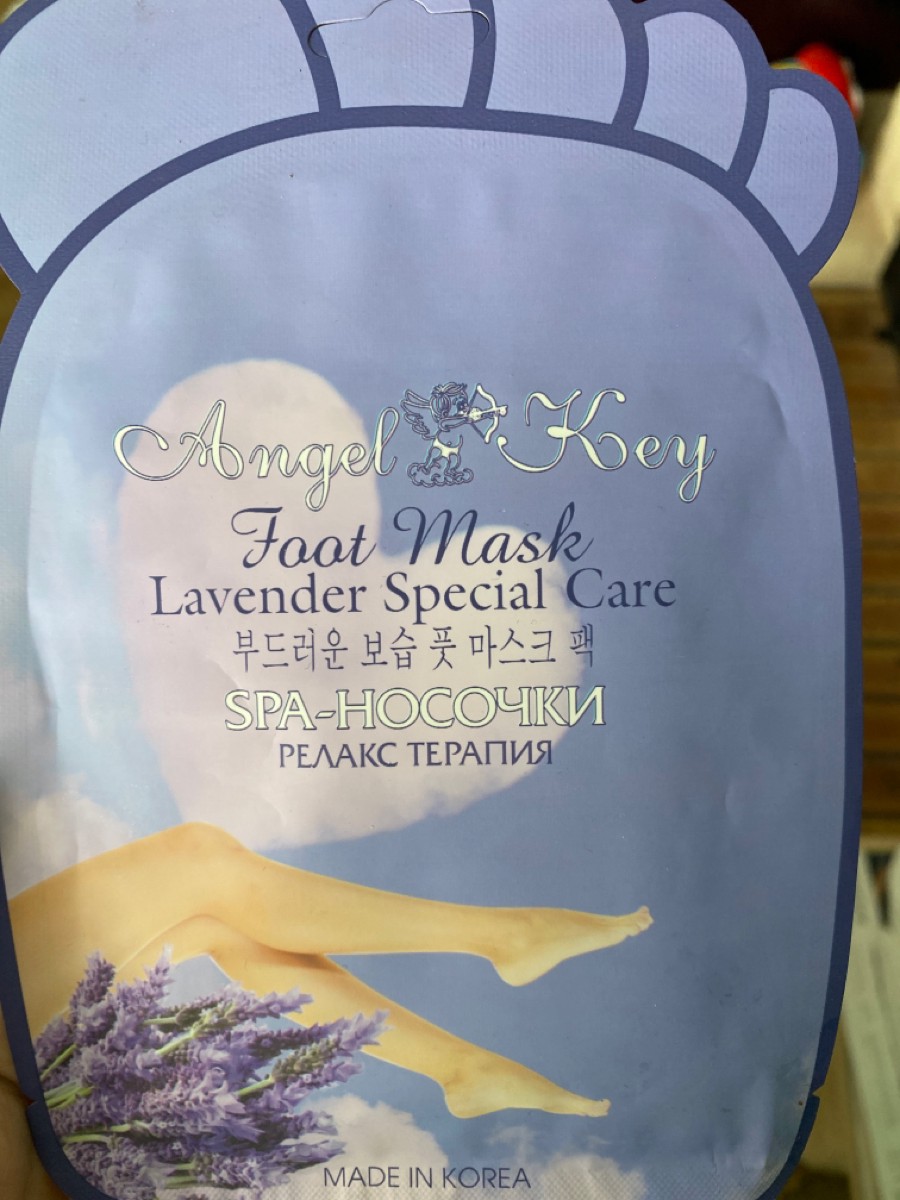 Angel Key
Foot Mask
Lavender Special Care
부드러운 보습 풋 마스크 팩
SPA-НОСОЧКИ
РЕЛАКС ТЕРАПИЯ
MADE IN KOREA